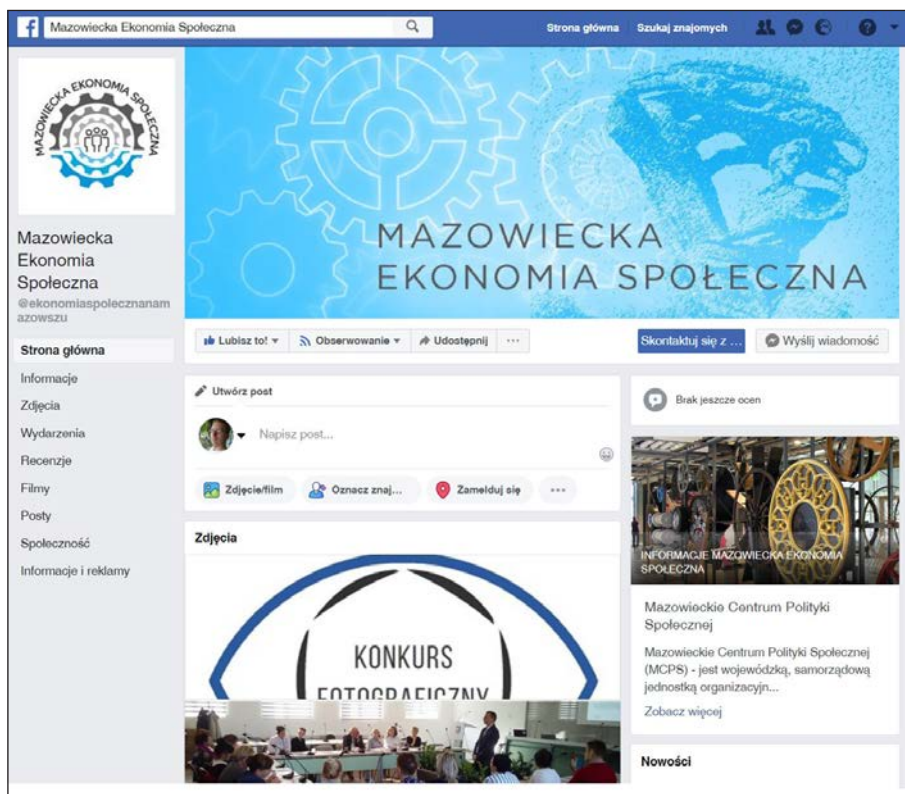 Mazowiecka Ekonomia Społeczna
Strona główna
Szukaj znajomych
MAZOWIECKA EKONOMIA SPOŁECZNA
MAZOWIECKA
EKONOMIA SPOŁECZNA
Mazowiecka
Ekonomia
Społeczna
@ekonomiaspolecznanam
azowszu
Strona główna
Informacje
Zdjęcia
Wydarzenia
Recenzje
Filmy
Posty
Społeczność
Informacje i reklamy
Lubisz to!
Obserwowanie
Udostępnij
Skontaktuj się z ...
Wyślij wiadomość
Utwórz post
Napisz post...
Zdjęcie/film
Oznacz znaj...
Zamelduj się
Zdjęcia
KONKURS
FOTOGRAFICZNY
Brak jeszcze ocen
INFORMACJE MAZOWIECKA EKONOMIA
SPOŁECZNA
Mazowieckie Centrum Polityki
Społecznej
Mazowieckie Centrum Polityki Społecznej
(MCPS) - jest wojewódzką, samorządową
jednostką organizacyjn...
Zobacz więcej
Nowości